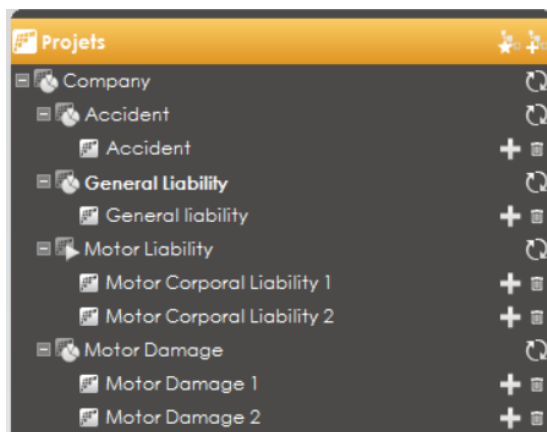 Projets
Company
Accident
Accident
General Liability
General liability
Motor Liability
Motor Corporal Liability 1
Motor Corporal Liability 2
Motor Damage
Motor Damage 1
Motor Damage 2